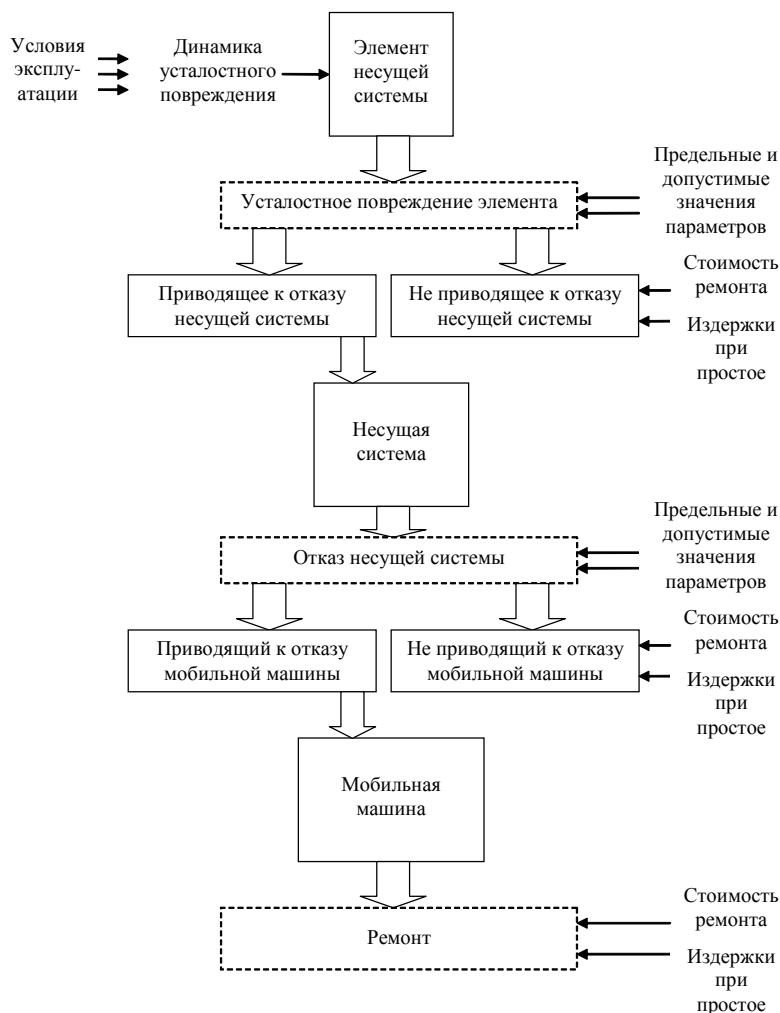 Условия
эксплу-
атации
Динамика
усталостного
повреждения
Элемент
несущей
системы
Усталостное повреждение элемента
Предельные и
допустимые
значения
параметров
Приводящее к отказу
несущей системы
Не приводящее к отказу
несущей системы
Стоимость
ремонта
Издержки
при
простое
Несущая
система
Отказ несущей системы
Предельные и
допустимые
значения
параметров
Приводящий к отказу
мобильной машины
Не приводящий к отказу
мобильной машины
Стоимость
ремонта
Издержки
при
простое
Мобильная
машина
Ремонт
Стоимость
ремонта
Издержки
при
простое